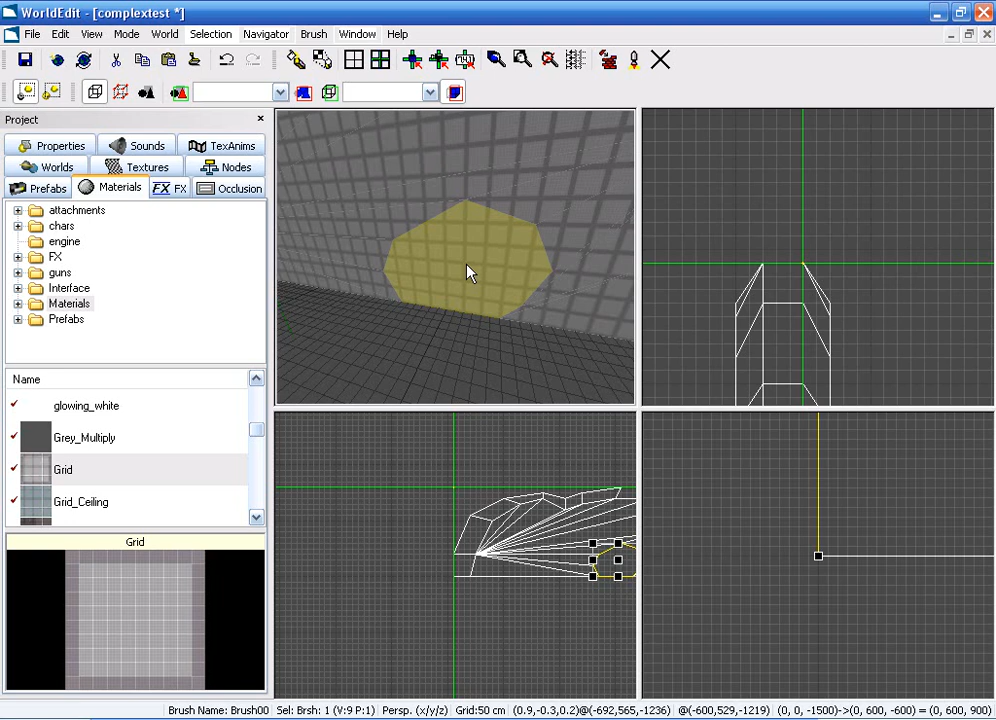 WorldEdit - [complextest *]
File Edit View Mode World Selection Navigator Brush Window Help
Project
Properties Sounds TexAnims
Worlds Textures Nodes
Prefabs Materials FX FX Occlusion
attachments
chars
engine
FX
guns
Interface
Materials
Prefabs
Name
glowing_white
Grey_Multiply
Grid
Grid_Ceiling
Grid
Brush Name: Brush00 Sel: Brsh: 1 (V:9 P:1) Persp. (x/y/z) Grid:50 cm (0.9,-0.3,0.2)@(-692,565,-1236) @(-600,529,-1219) (0, 0, -1500)->(0, 600, -600) = (0, 600, 900)